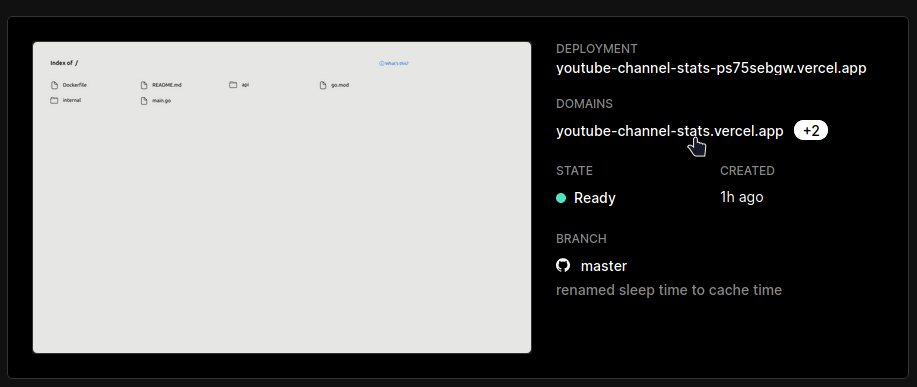 Index of /
What's this?
Dockerfile
README.md
api
go.mod
internal
main.go
DEPLOYMENT
youtube-channel-stats-ps75sebgw.vercel.app
DOMAINS
youtube-channel-stats.vercel.app +2
STATE
Ready
CREATED
1h ago
BRANCH
master
renamed sleep time to cache time